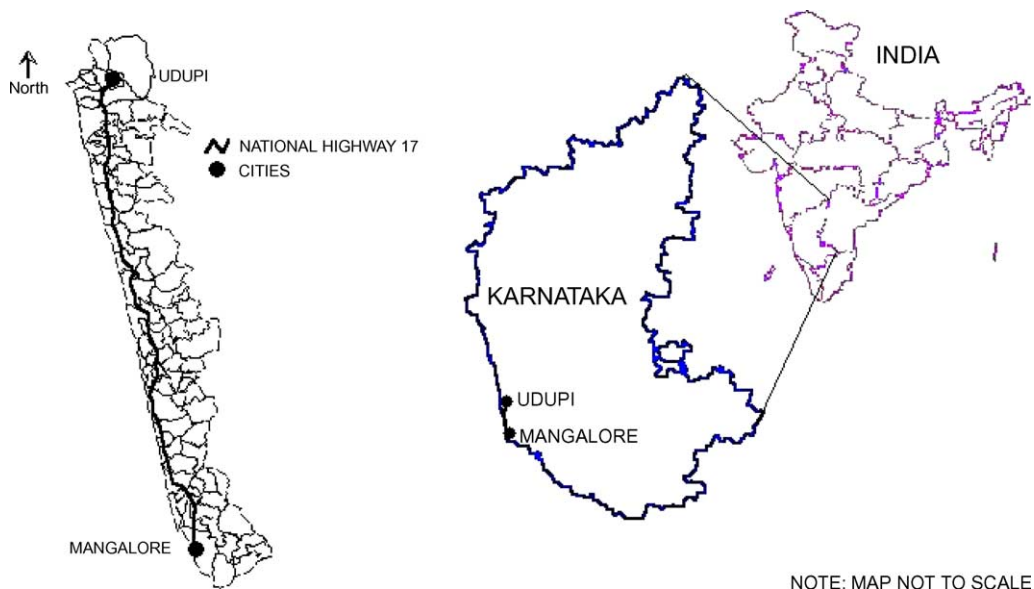 North
UDUPI
NATIONAL HIGHWAY 17
CITIES
MANGALORE
INDIA
KARNATAKA
UDUPI
MANGALORE
NOTE: MAP NOT TO SCALE